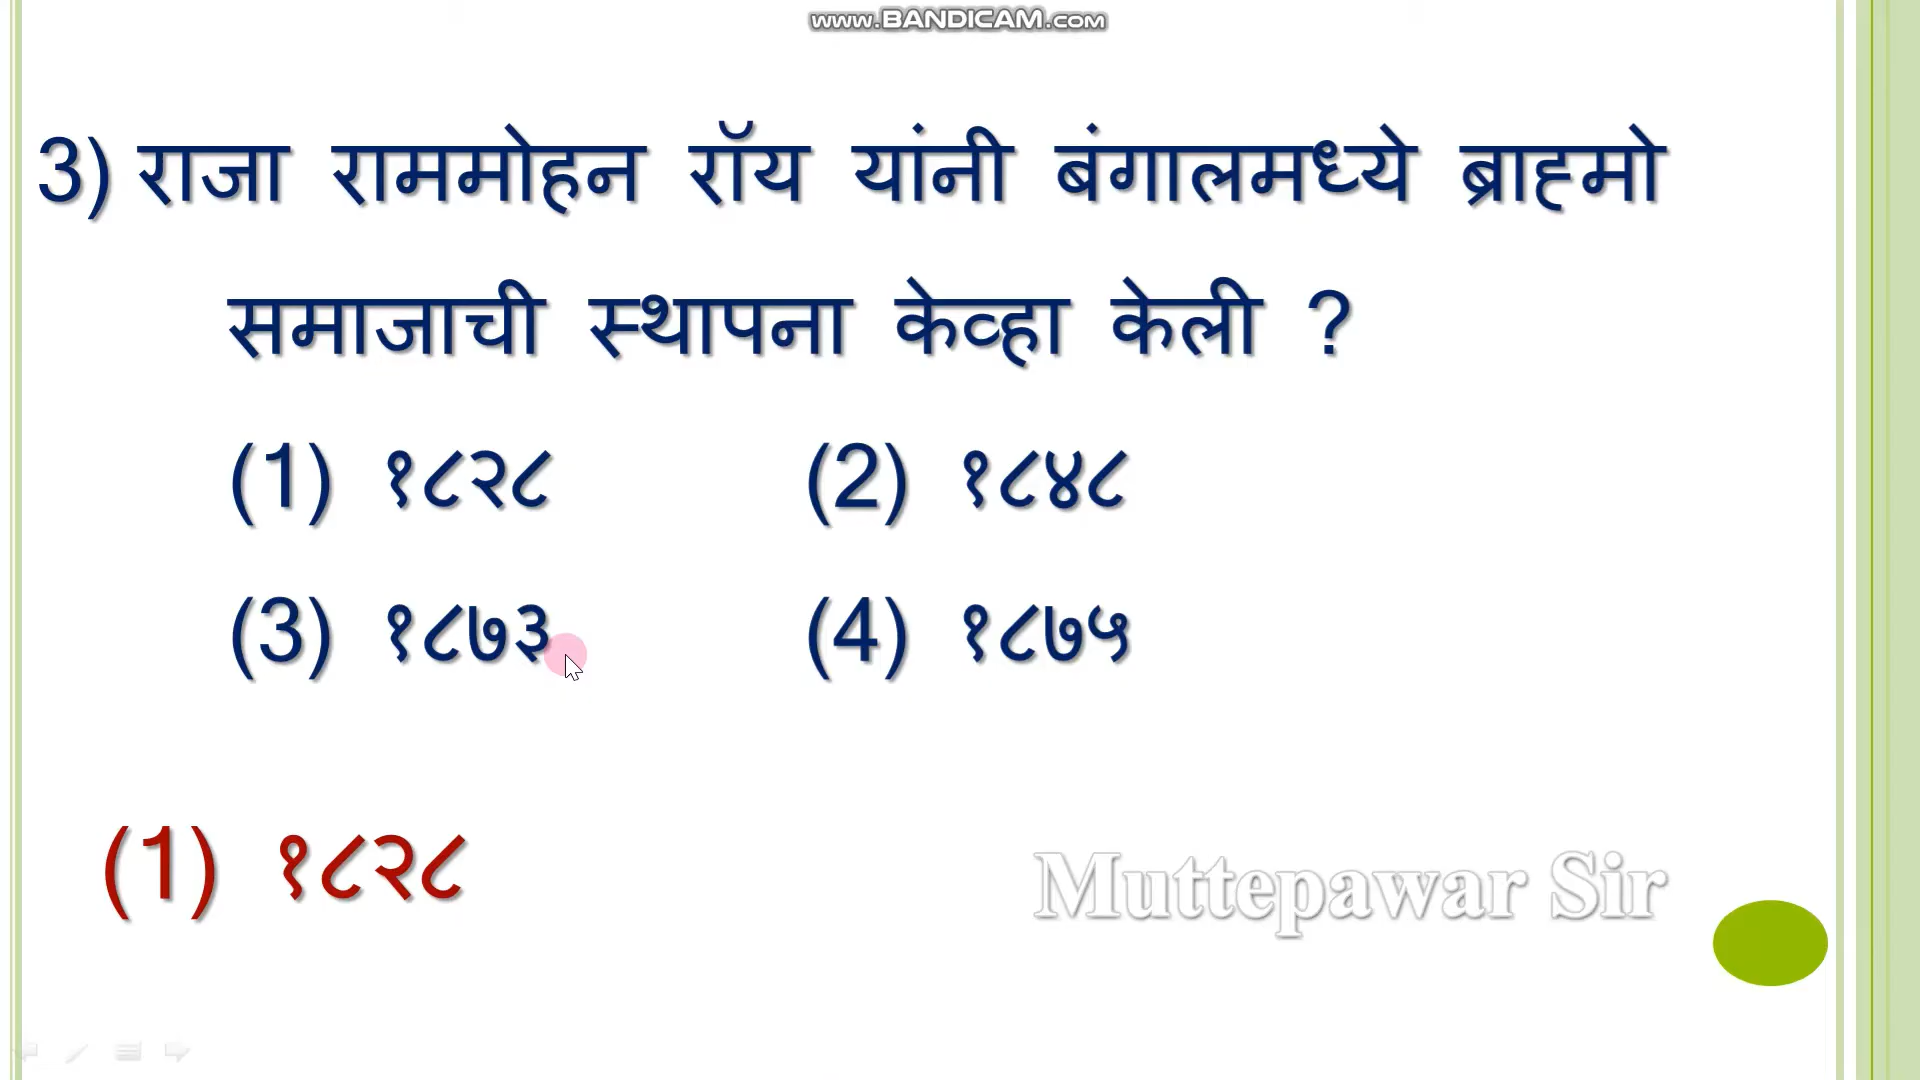 www.BANDICAM.com
3) राजा राममोहन रॉय यांनी बंगालमध्ये ब्राह्मो
समाजाची स्थापना केव्हा केली ?
(1) १८२८ (2) १८४८
(3) १८७३ (4) १८७५
(1) १८२८
Muttepawar Sir